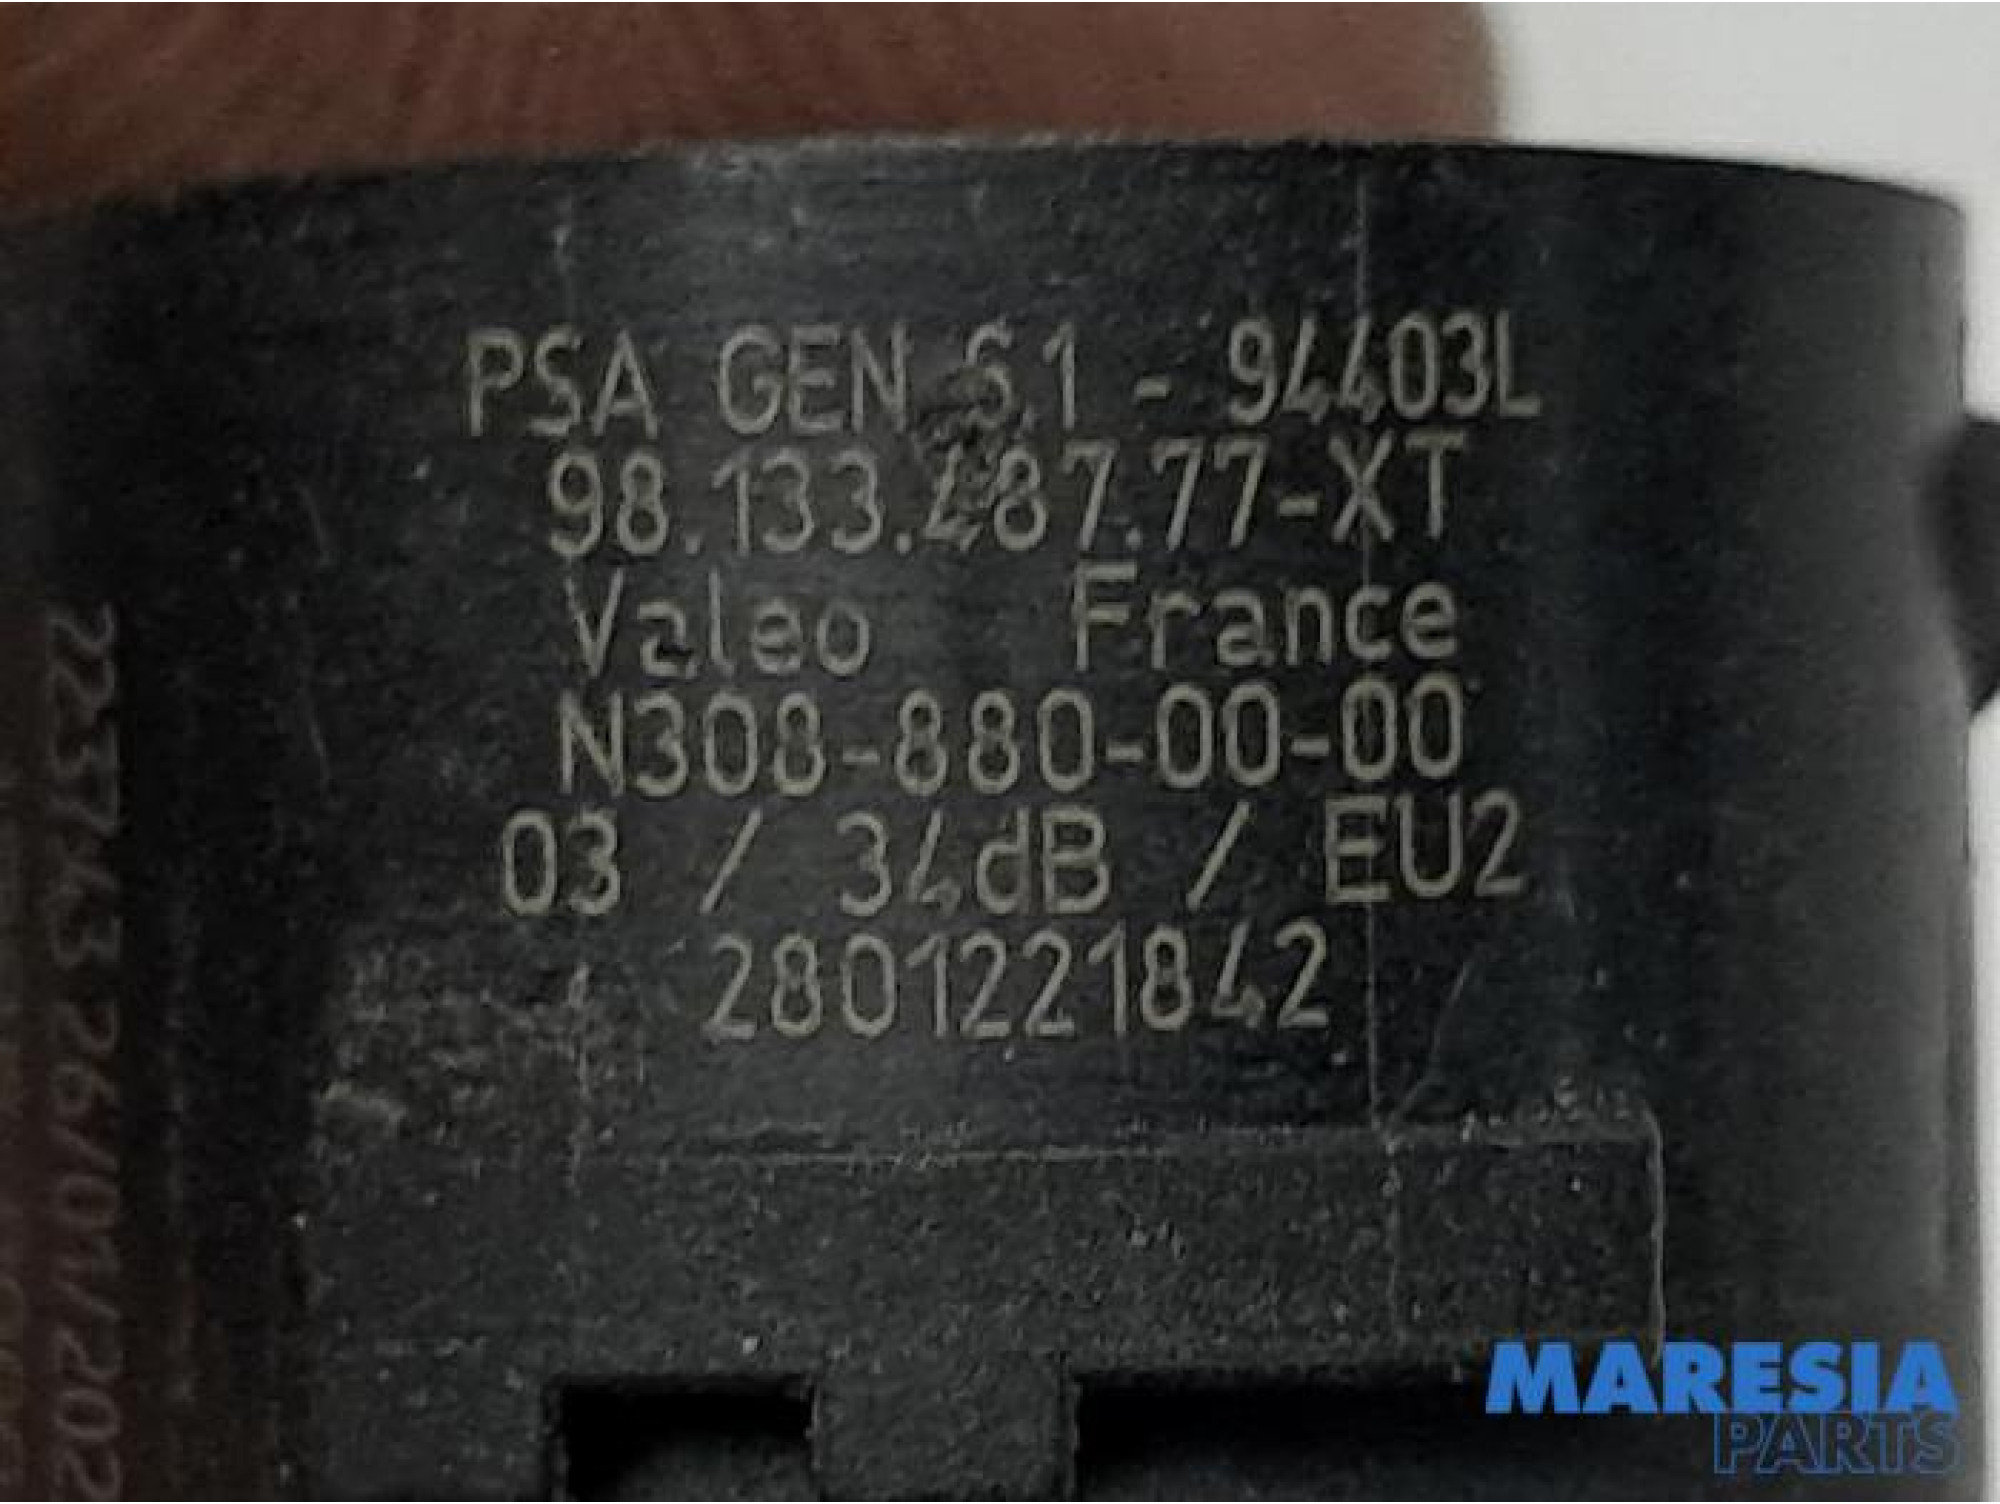 PSA GEN 6.1 - 94403L
98.133.487.77-XT
Valeo France
N308-880-00-00
03 / 34dB / EU2
2801221842
MARESIA
PARTS